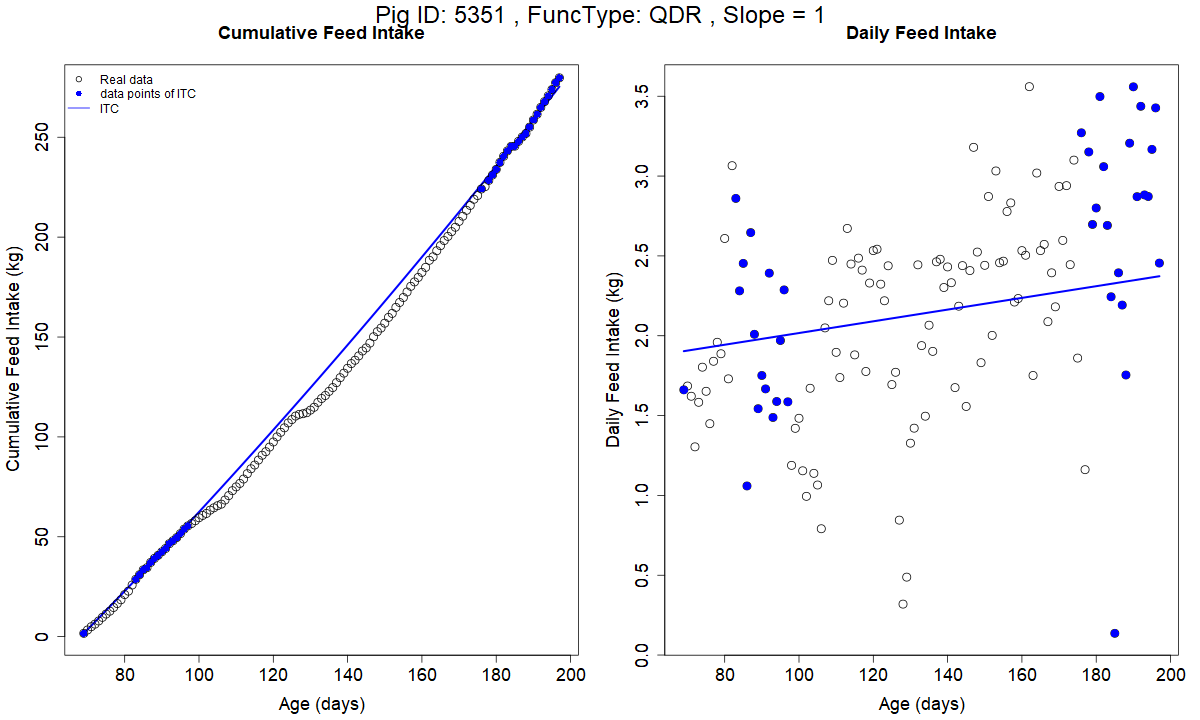 Pig ID: 5351 , FuncType: QDR , Slope = 1
Cumulative Feed Intake
Daily Feed Intake
Real data
data points of ITC
ITC
Cumulative Feed Intake (kg)
0
50
100
150
200
250
80
100
120
140
160
180
200
Age (days)
Daily Feed Intake (kg)
0.0
0.5
1.0
1.5
2.0
2.5
3.0
3.5
80
100
120
140
160
180
200
Age (days)